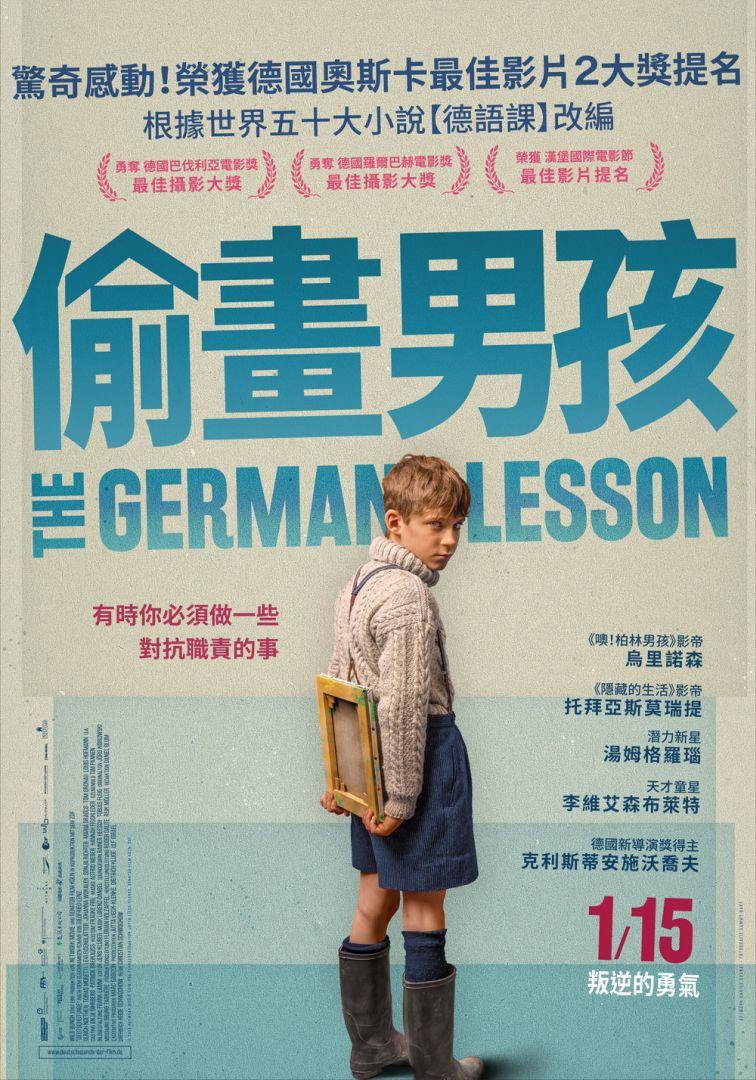 驚奇感動!榮獲德國奧斯卡最佳影片2大獎提名
根據世界五十大小說【德語課】改編
勇奪 德國巴伐利亞電影獎
最佳攝影大獎
勇奪 德國羅爾巴赫電影獎
最佳攝影大獎
榮獲 漢堡國際電影節
最佳影片提名
偷畫男孩
THE GERMAN LESSON
有時你必須做一些
對抗職責的事
《噢!柏林男孩》影帝
烏里諾森
《隱藏的生活》影帝
托拜亞斯莫瑞提
潛力新星
湯姆格羅瑙
天才童星
李維艾森布萊特
德國新導演獎得主
克利斯蒂安施沃喬夫
1/15
叛逆的勇氣
www.deutschstunde-der-film.de